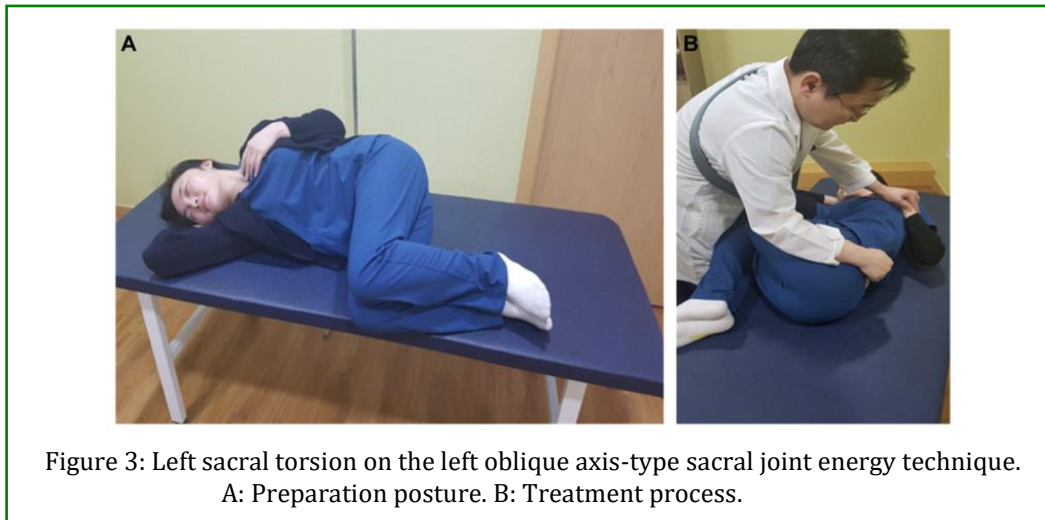 A
B
Figure 3: Left sacral torsion on the left oblique axis-type sacral joint energy technique.
A: Preparation posture. B: Treatment process.